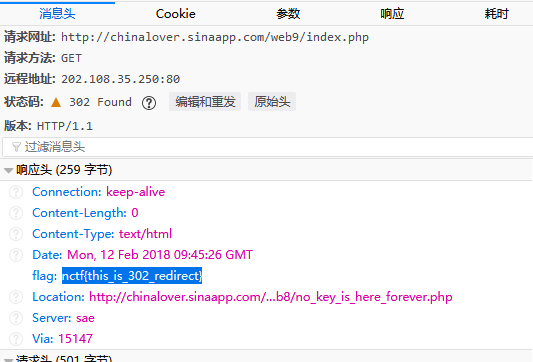 消息头 Cookie 参数 响应 耗时
请求网址: http://chinalover.sinaapp.com/web9/index.php
请求方法: GET
远程地址: 202.108.35.250:80
状态码: 302 Found ? 编辑和重发 原始头
版本: HTTP/1.1
过滤消息头
响应头 (259 字节)
? Connection: keep-alive
? Content-Length: 0
? Content-Type: text/html
? Date: Mon, 12 Feb 2018 09:45:26 GMT
flag: nctf{this_is_302_redirect}
? Location: http://chinalover.sinaapp.com/…b8/no_key_is_here_forever.php
? Server: sae
? Via: 15147
请求头 (501 字节)